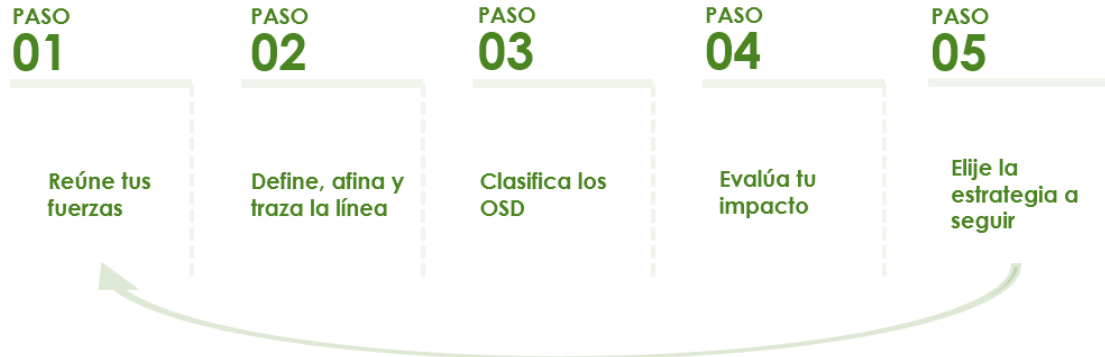 PASO
01
Reúne tus
fuerzas
PASO
02
Define, afina y
traza la línea
PASO
03
Clasifica los
OSD
PASO
04
Evalúa tu
impacto
PASO
05
Elije la
estrategia a
seguir